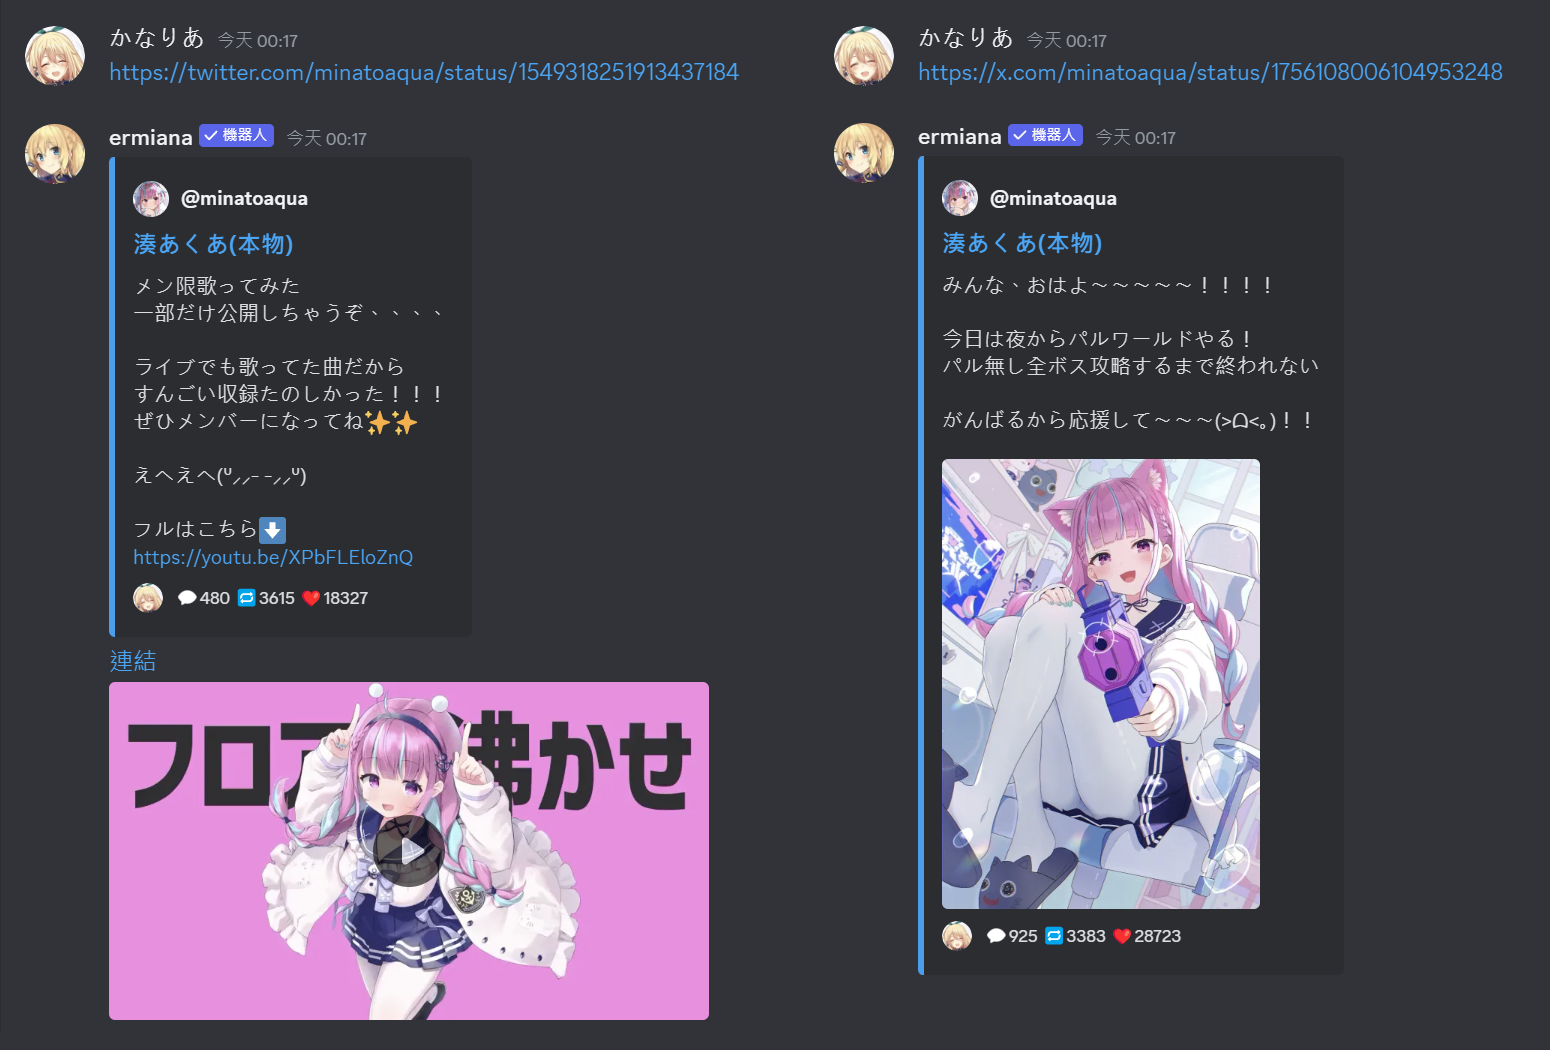 かなりあ 今天 00:17
https://twitter.com/minatoaqua/status/1549318251913437184
ermiana 機器人 今天 00:17
@minatoaqua
湊あくあ(本物)
メン限歌ってみた
一部だけ公開しちゃうぞ、、、、
ライブでも歌ってた曲だから
すんごい収録たのしかった！！！
ぜひメンバーになってね✨✨
えへえへ(ᐡ⸝⸝- -⸝⸝ᐡ)
フルはこちら⬇️
https://youtu.be/XPbFLEloZnQ
💬480 🔁3615 ❤️18327
連結
フロア沸かせ
かなりあ 今天 00:17
https://x.com/minatoaqua/status/1756108006104953248
ermiana 機器人 今天 00:17
@minatoaqua
湊あくあ(本物)
みんな、おはよ～～～～～！！！！
今日は夜からパルワールドやる！
パル無し全ボス攻略するまで終われない
がんばるから応援して～～～(>ᗝ<｡)！！
💬925 🔁3383 ❤️28723